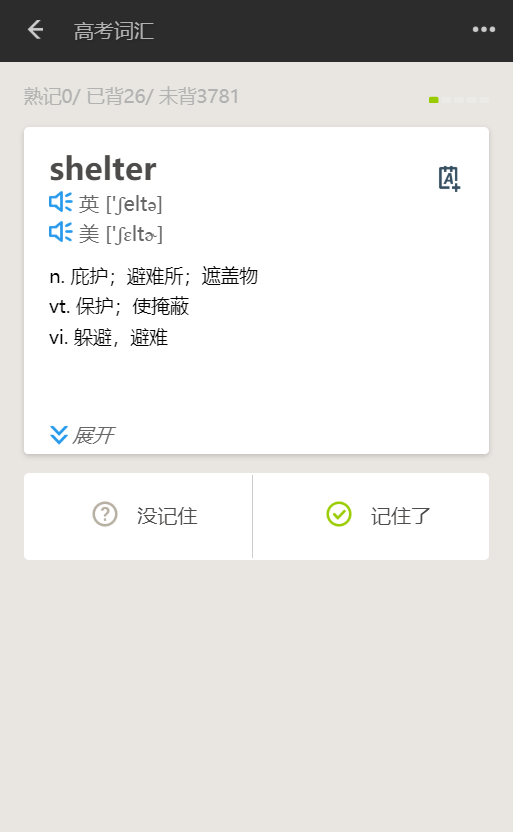 高考词汇
熟记0/ 已背26/ 未背3781
shelter
英 ['ʃeltə]
美 ['ʃɛltɚ]
n. 庇护；避难所；遮盖物
vt. 保护；使掩蔽
vi. 躲避，避难
展开
没记住 记住了